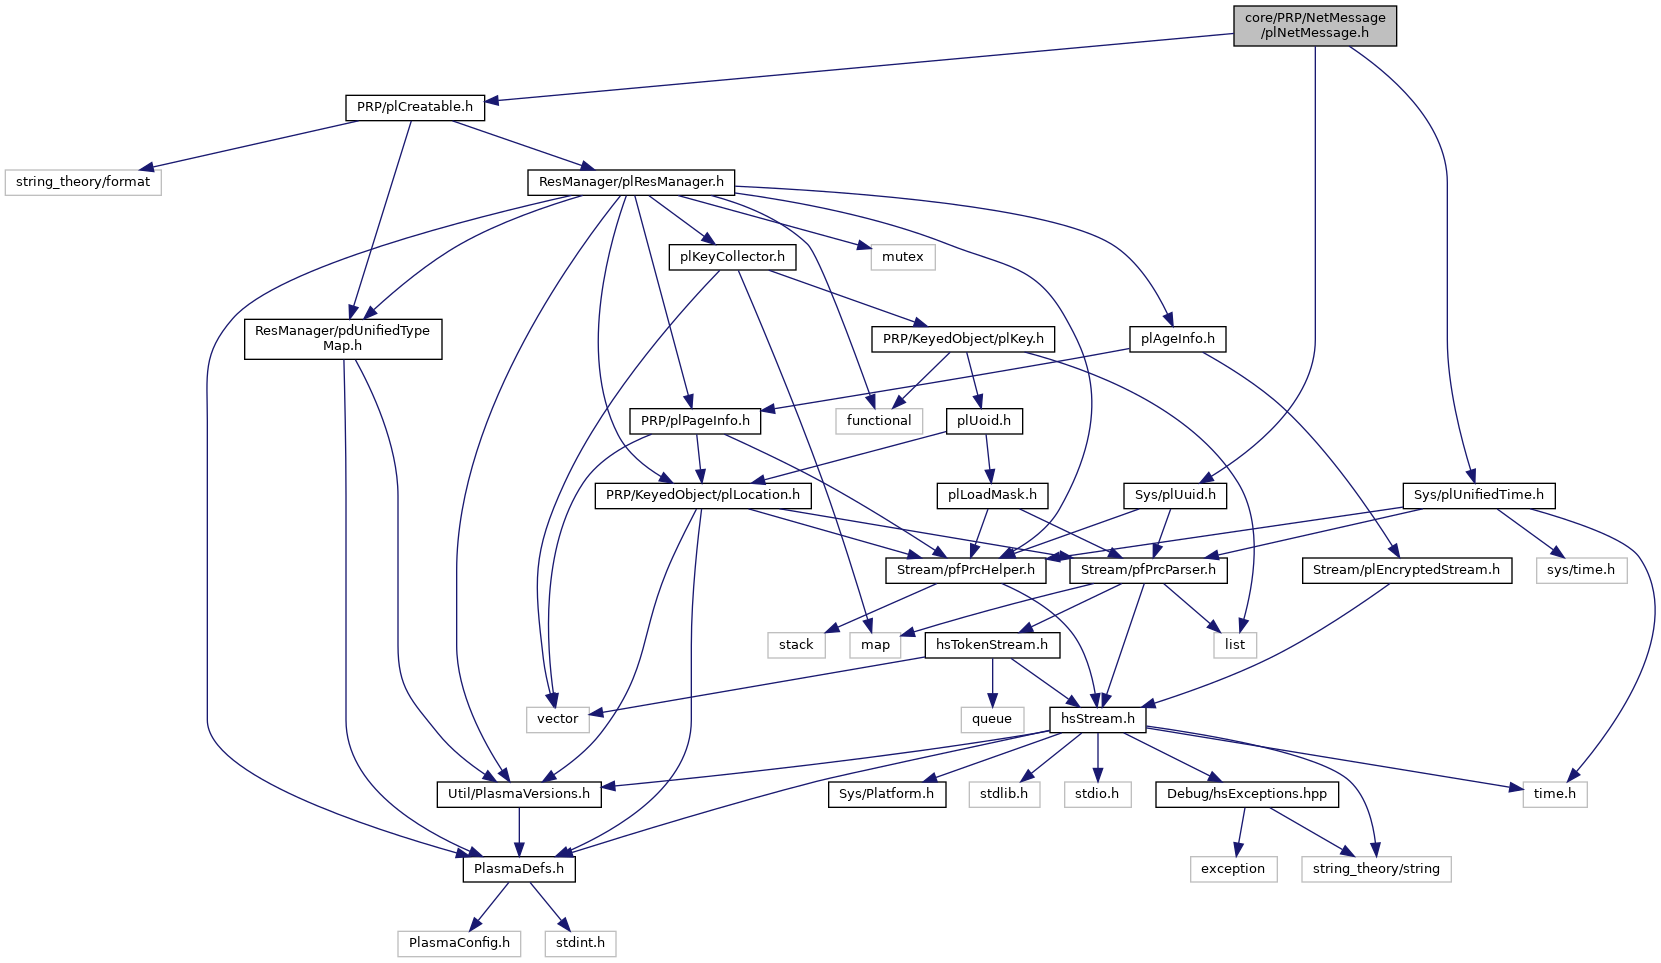 core/PRP/NetMessage
/plNetMessage.h
PRP/plCreatable.h
string_theory/format
ResManager/plResManager.h
plKeyCollector.h
mutex
ResManager/pdUnifiedType
Map.h
PRP/KeyedObject/plKey.h
plAgeInfo.h
PRP/plPageInfo.h
functional
plUoid.h
PRP/KeyedObject/plLocation.h
plLoadMask.h
Sys/plUuid.h
Sys/plUnifiedTime.h
Stream/pfPrcHelper.h
Stream/pfPrcParser.h
Stream/plEncryptedStream.h
sys/time.h
stack
map
hsTokenStream.h
list
vector
queue
hsStream.h
Util/PlasmaVersions.h
Sys/Platform.h
stdlib.h
stdio.h
Debug/hsExceptions.hpp
time.h
PlasmaDefs.h
exception
string_theory/string
PlasmaConfig.h
stdint.h